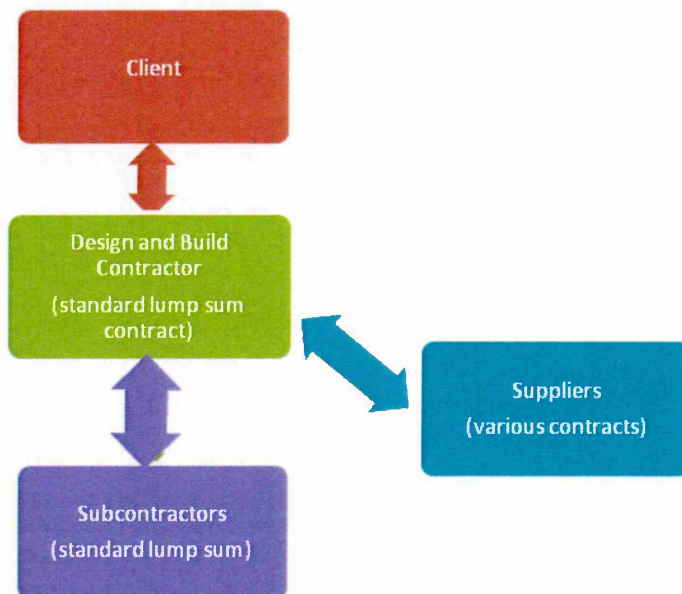 Client
Design and Build
Contractor
(standard lump sum
contract)
Suppliers
(various contracts)
Subcontractors
(standard lump sum)